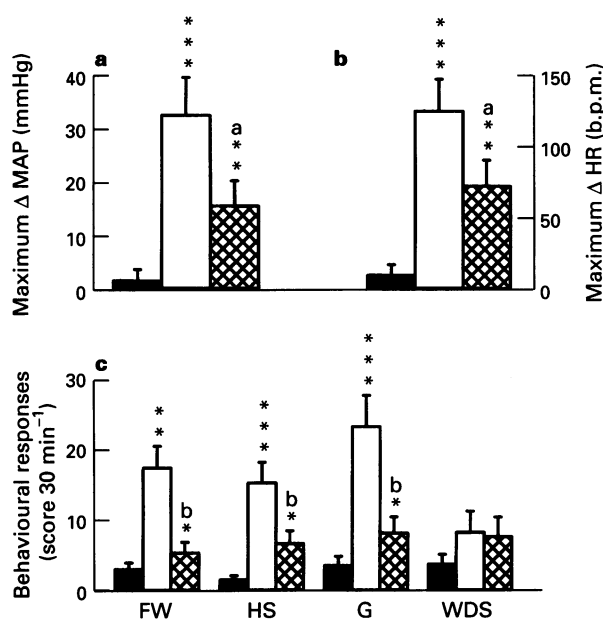 a
b
Maximum Δ MAP (mmHg)
40
30
20
10
0
* * *
a
* *
* * *
a
* *
150
100
50
0
Maximum Δ HR (b.p.m.)
c
Behavioural responses
(score 30 min⁻¹)
30
20
10
0
* *
b
*
* * *
b
*
* * *
b
*
FW HS G WDS